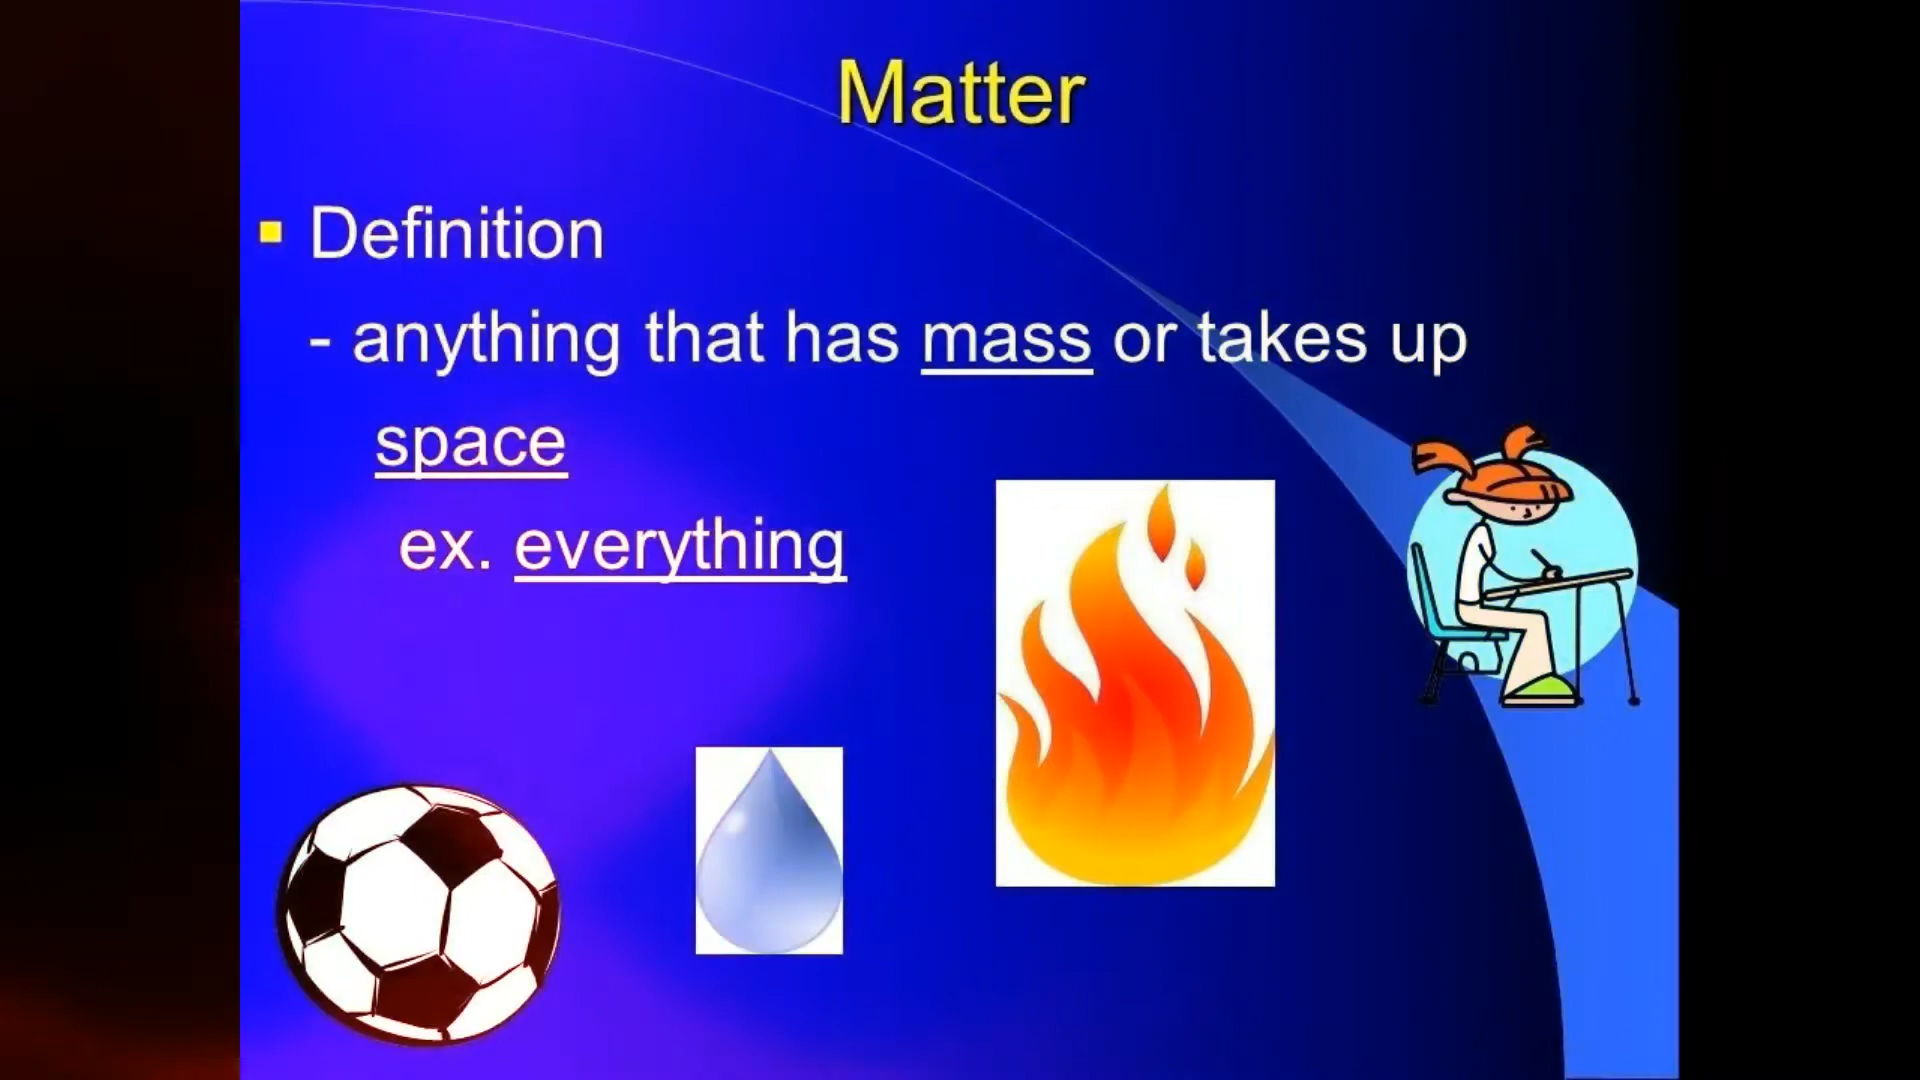 Matter
Definition
- anything that has mass or takes up
space
ex. everything